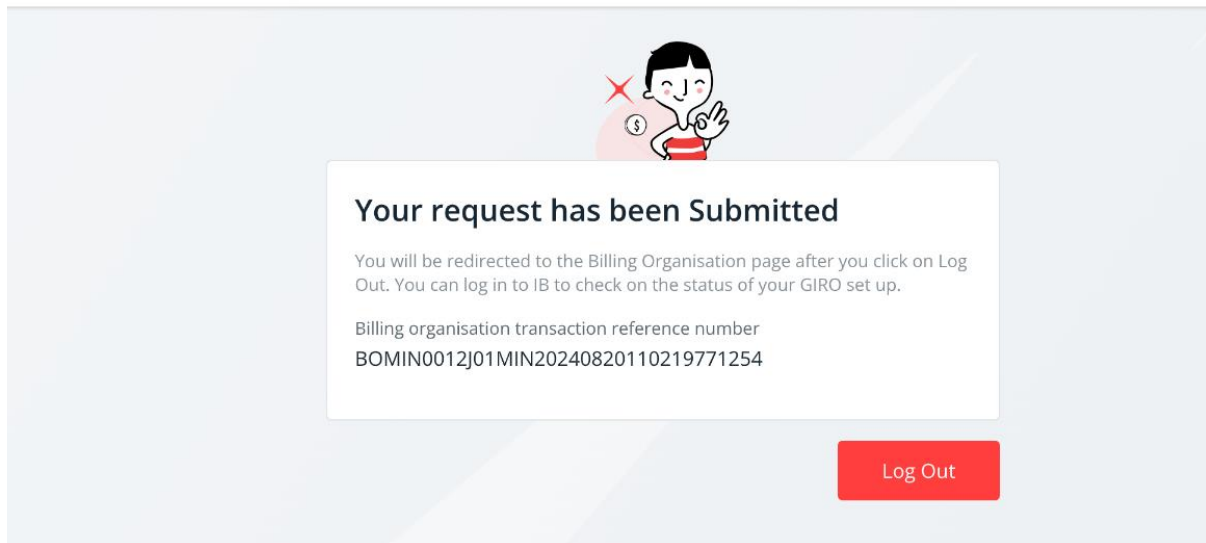 $
Your request has been Submitted
You will be redirected to the Billing Organisation page after you click on Log
Out. You can log in to IB to check on the status of your GIRO set up.
Billing organisation transaction reference number
BOMIN0012J01MIN20240820110219771254
Log Out